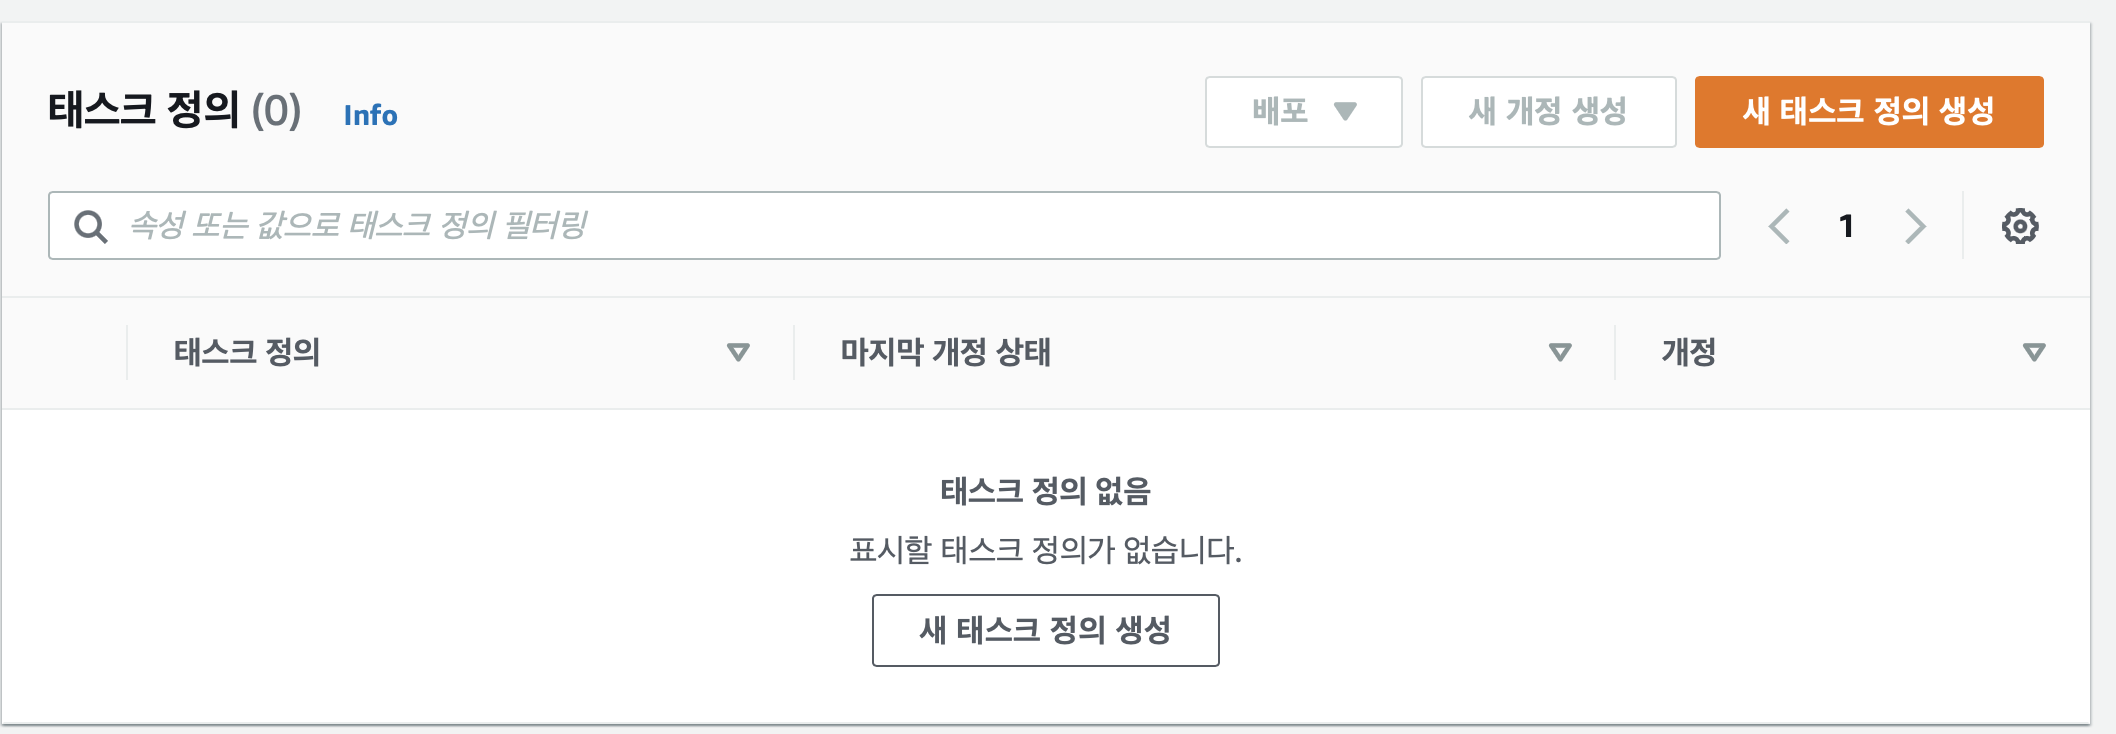 태스크 정의 (0) Info 배포 새 개정 생성 새 태스크 정의 생성
속성 또는 값으로 태스크 정의 필터링 1
태스크 정의 마지막 개정 상태 개정
태스크 정의 없음
표시할 태스크 정의가 없습니다.
새 태스크 정의 생성